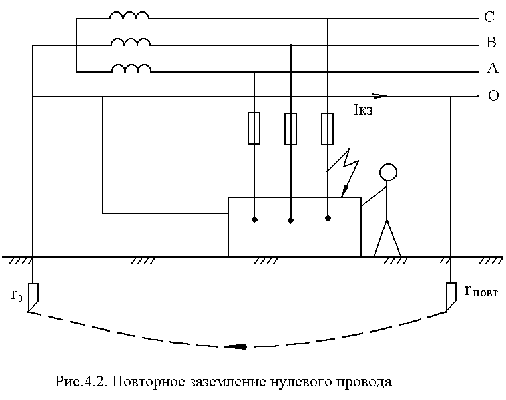 C
B
A
O
Iкз
r₀
rповт
Рис.4.2. Повторное заземление нулевого провода